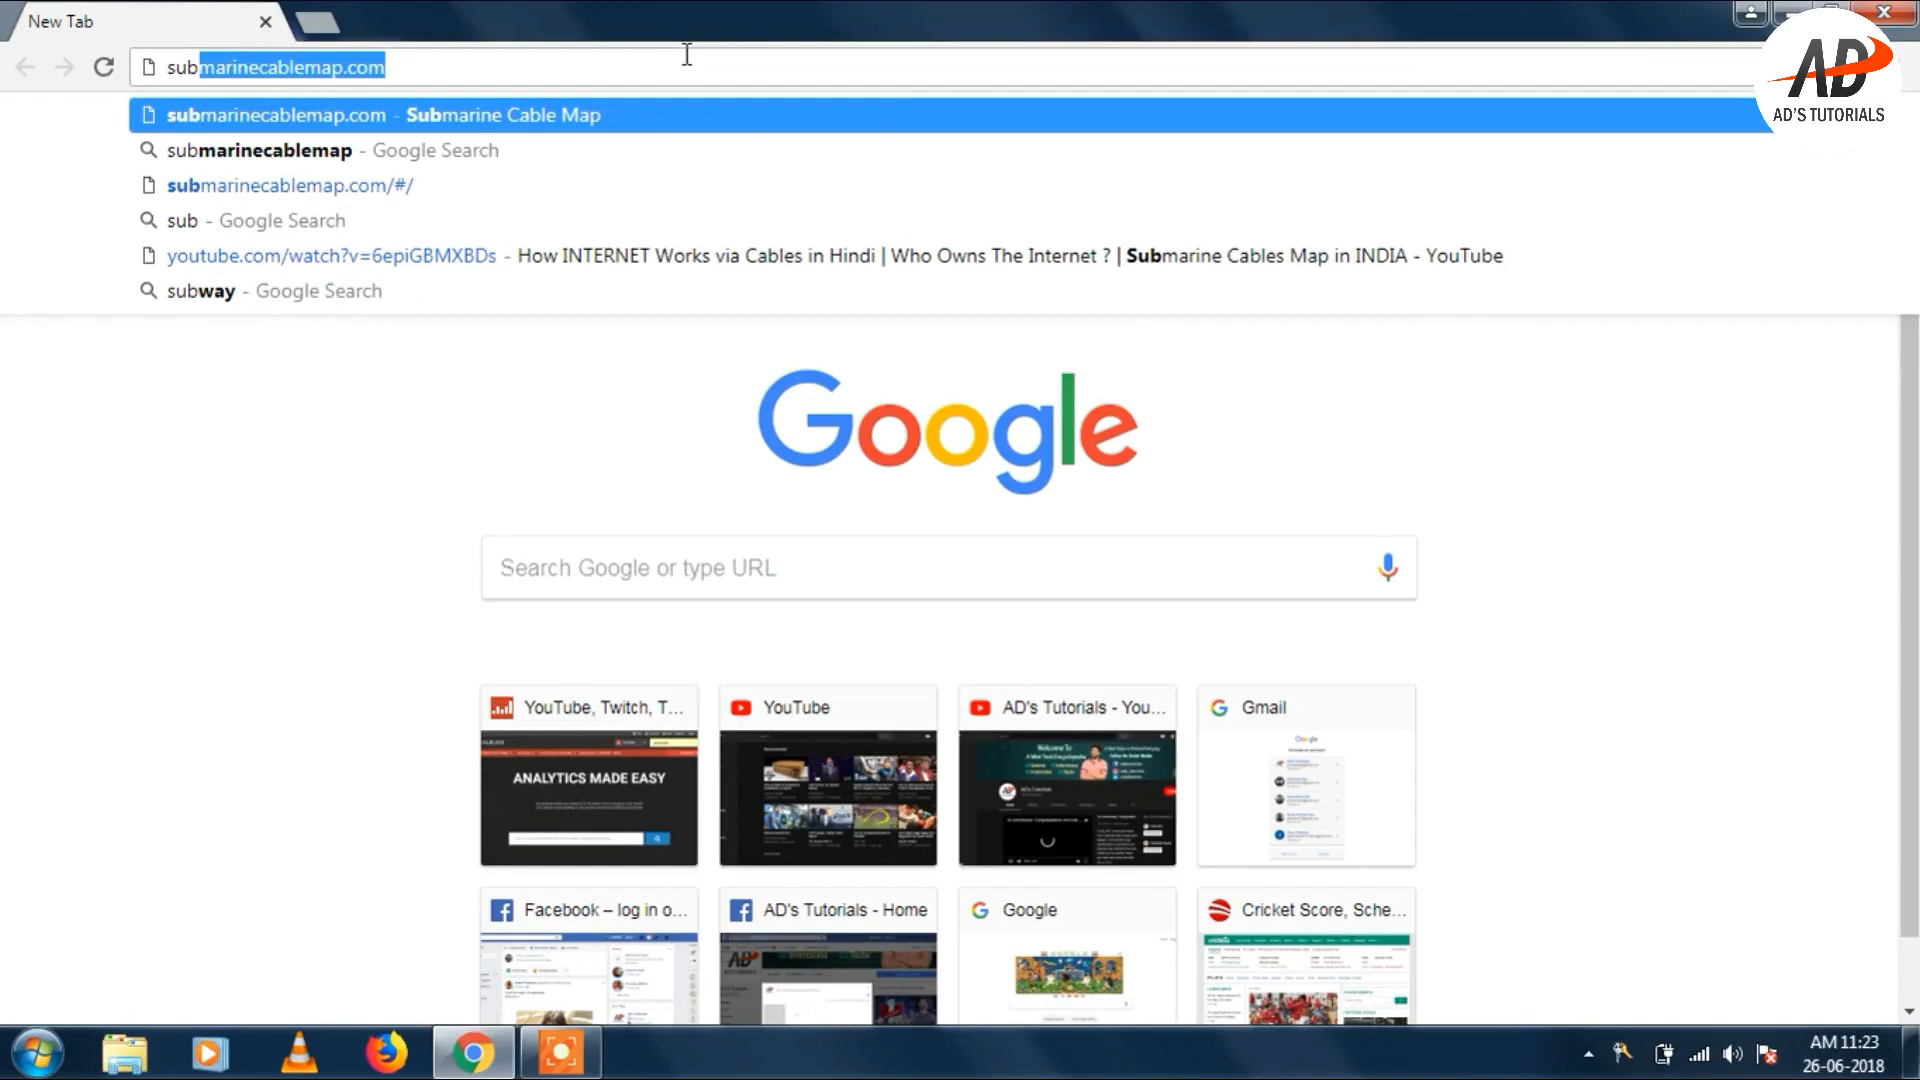 New Tab
submarinecablemap.com
submarinecablemap.com - Submarine Cable Map
submarinecablemap - Google Search
submarinecablemap.com/#/
sub - Google Search
youtube.com/watch?v=6epiGBMXBDs - How INTERNET Works via Cables in Hindi | Who Owns The Internet ? | Submarine Cables Map in INDIA - YouTube
subway - Google Search
AD
AD'S TUTORIALS
Google
Search Google or type URL
YouTube, Twitch, T...
YouTube
AD's Tutorials - You...
Gmail
ANALYTICS MADE EASY
Facebook – log in o...
AD's Tutorials - Home
Google
Cricket Score, Sche...
AM 11:23
26-06-2018